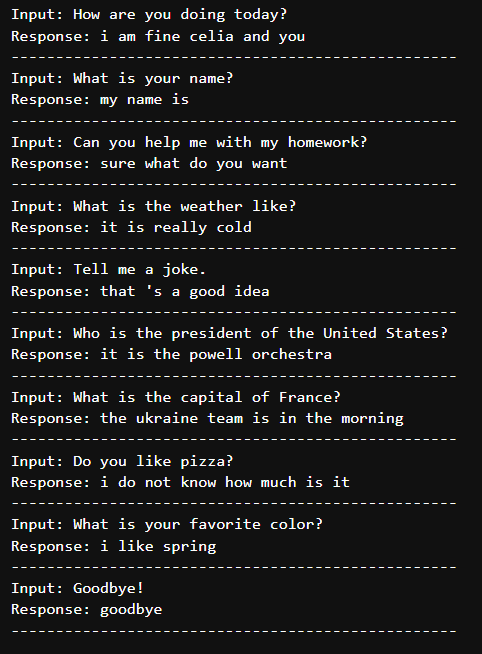 Input: How are you doing today?
Response: i am fine celia and you
--------------------------------------------------
Input: What is your name?
Response: my name is
--------------------------------------------------
Input: Can you help me with my homework?
Response: sure what do you want
--------------------------------------------------
Input: What is the weather like?
Response: it is really cold
--------------------------------------------------
Input: Tell me a joke.
Response: that 's a good idea
--------------------------------------------------
Input: Who is the president of the United States?
Response: it is the powell orchestra
--------------------------------------------------
Input: What is the capital of France?
Response: the ukraine team is in the morning
--------------------------------------------------
Input: Do you like pizza?
Response: i do not know how much is it
--------------------------------------------------
Input: What is your favorite color?
Response: i like spring
--------------------------------------------------
Input: Goodbye!
Response: goodbye
--------------------------------------------------